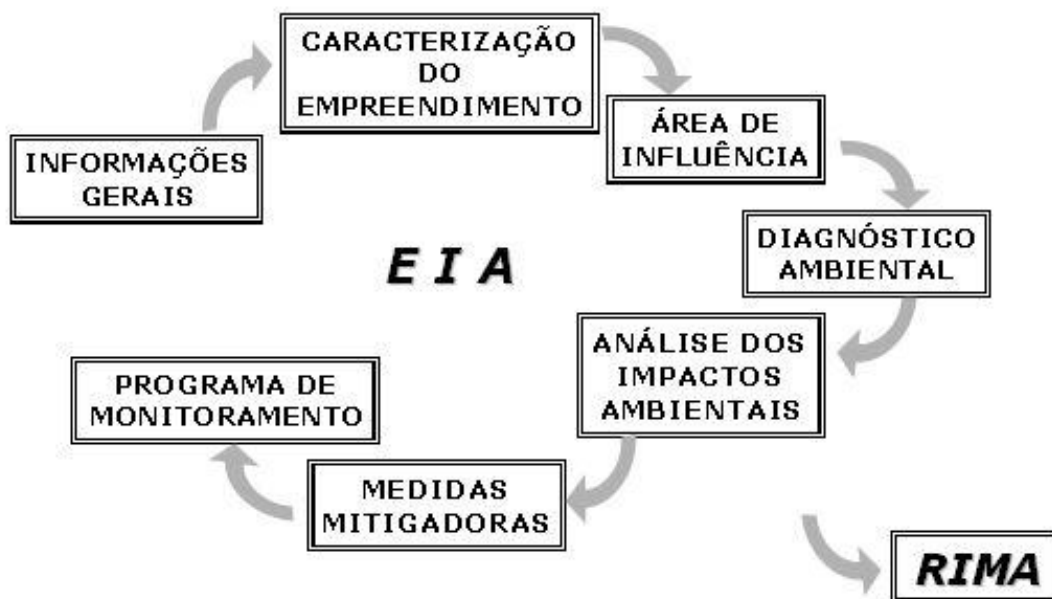 INFORMAÇÕES
GERAIS
CARACTERIZAÇÃO
DO
EMPREENDIMENTO
ÁREA DE
INFLUÊNCIA
DIAGNÓSTICO
AMBIENTAL
ANÁLISE DOS
IMPACTOS
AMBIENTAIS
MEDIDAS
MITIGADORAS
PROGRAMA DE
MONITORAMENTO
E I A
RIMA